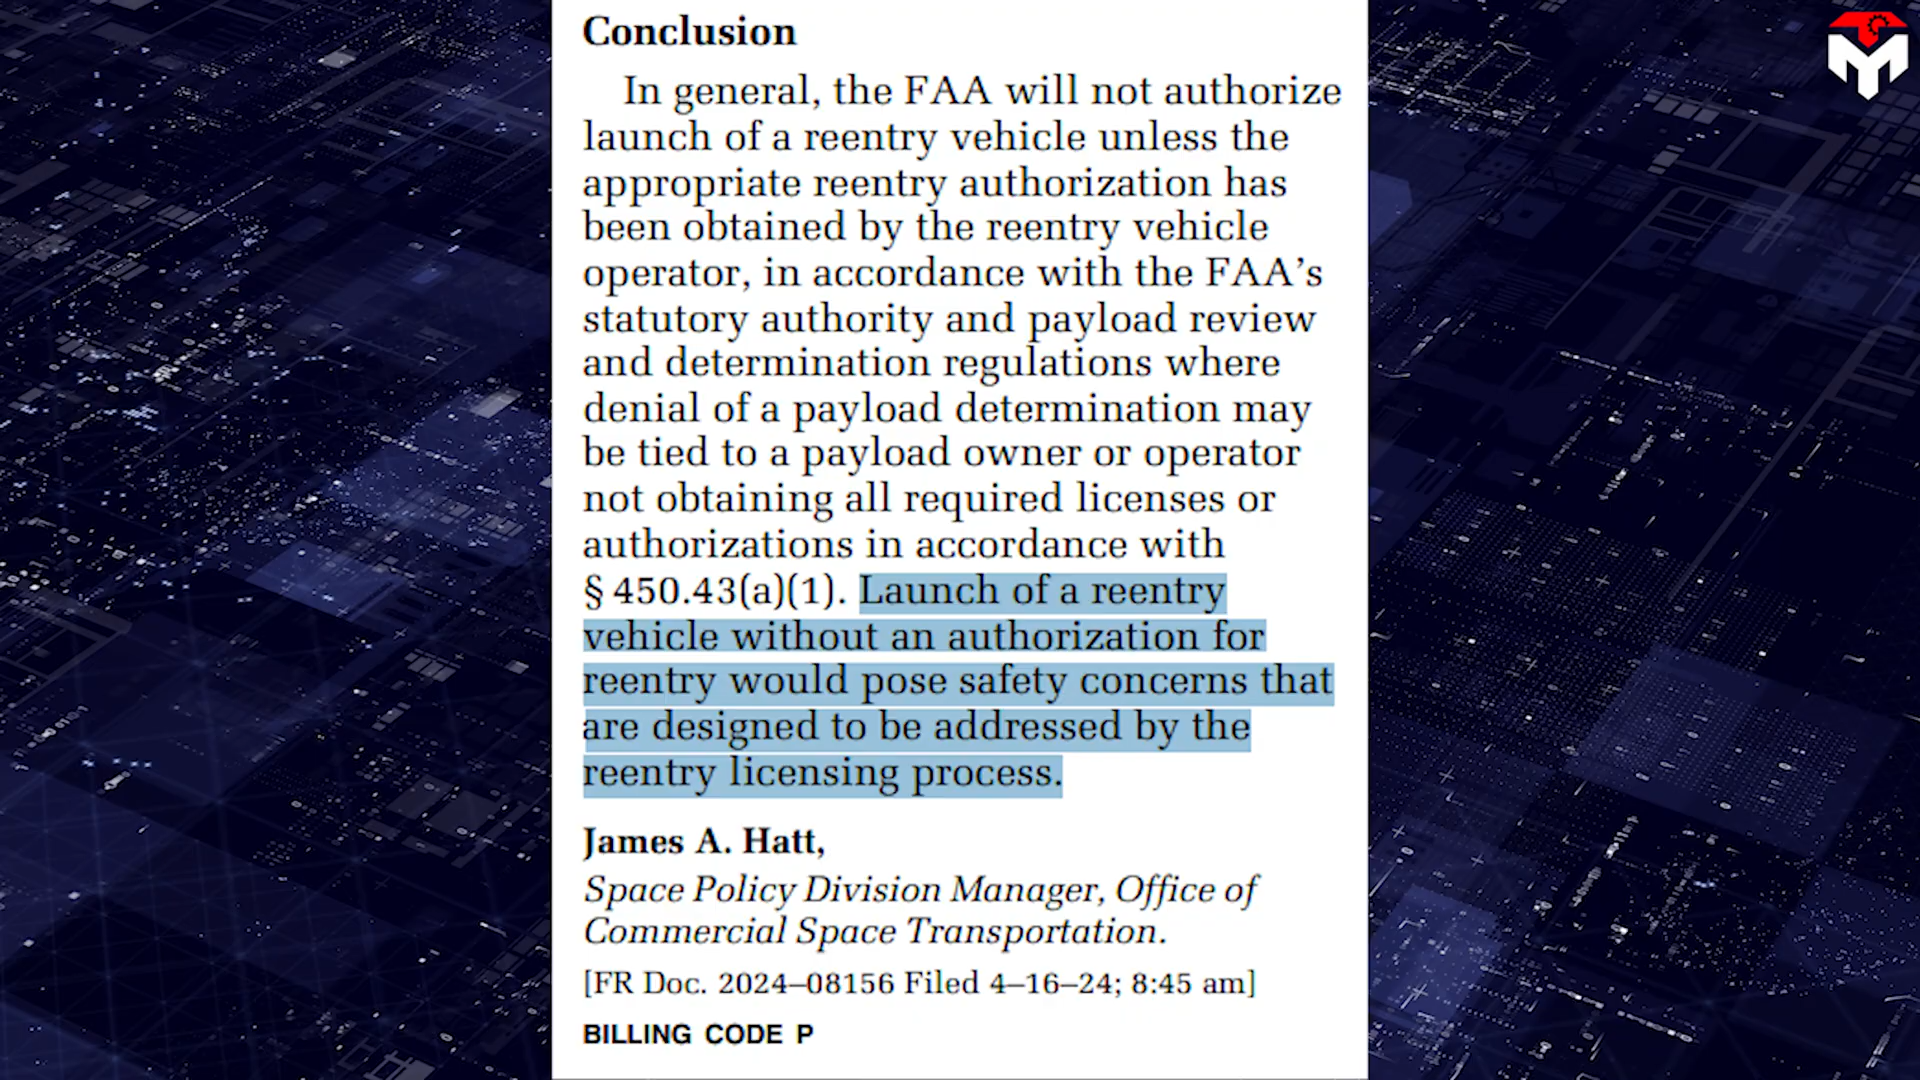 Conclusion
In general, the FAA will not authorize
launch of a reentry vehicle unless the
appropriate reentry authorization has
been obtained by the reentry vehicle
operator, in accordance with the FAA’s
statutory authority and payload review
and determination regulations where
denial of a payload determination may
be tied to a payload owner or operator
not obtaining all required licenses or
authorizations in accordance with
§ 450.43(a)(1). Launch of a reentry
vehicle without an authorization for
reentry would pose safety concerns that
are designed to be addressed by the
reentry licensing process.
James A. Hatt,
Space Policy Division Manager, Office of
Commercial Space Transportation.
[FR Doc. 2024–08156 Filed 4–16–24; 8:45 am]
BILLING CODE P